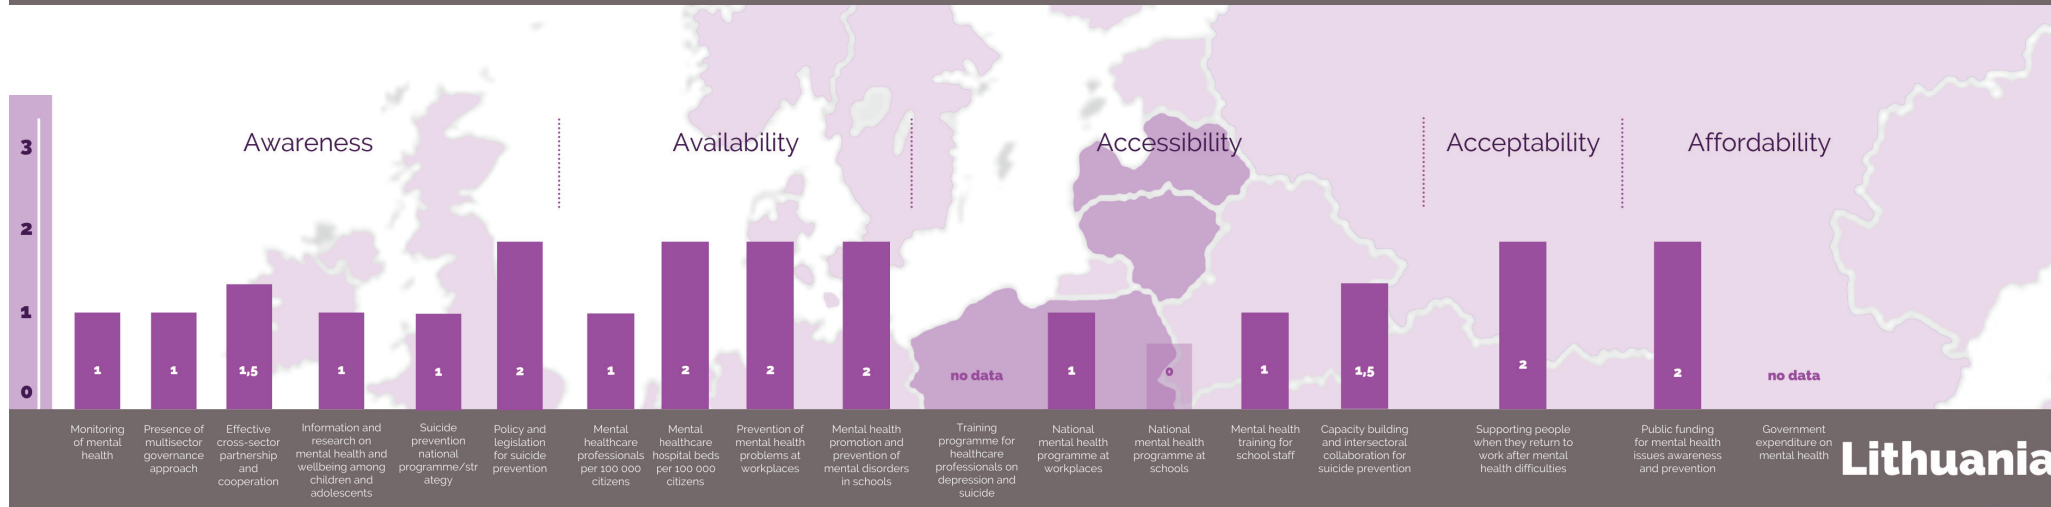 Awareness
Availability
Accessibility
Acceptability
Affordability
3
2
1
0
1
1
1,5
1
1
2
1
2
2
2
no data
1
0
1
1,5
2
2
no data
Monitoring
of mental
health
Presence of
multisector
governance
approach
Effective
cross-sector
partnership
and
cooperation
Information and
research on
mental health and
wellbeing among
children and
adolescents
Suicide
prevention
national
programme/str
ategy
Policy and
legislation
for suicide
prevention
Mental
healthcare
professionals
per 100 000
citizens
Mental
healthcare
hospital beds
per 100 000
citizens
Prevention of
mental health
problems at
workplaces
Mental health
promotion and
prevention of
mental disorders
in schools
Training
programme for
healthcare
professionals on
depression and
suicide
National
mental health
programme at
workplaces
National
mental health
programme at
schools
Mental health
training for
school staff
Capacity building
and intersectoral
collaboration for
suicide prevention
Supporting people
when they return to
work after mental
health difficulties
Public funding
for mental health
issues awareness
and prevention
Government
expenditure on
mental health
Lithuania